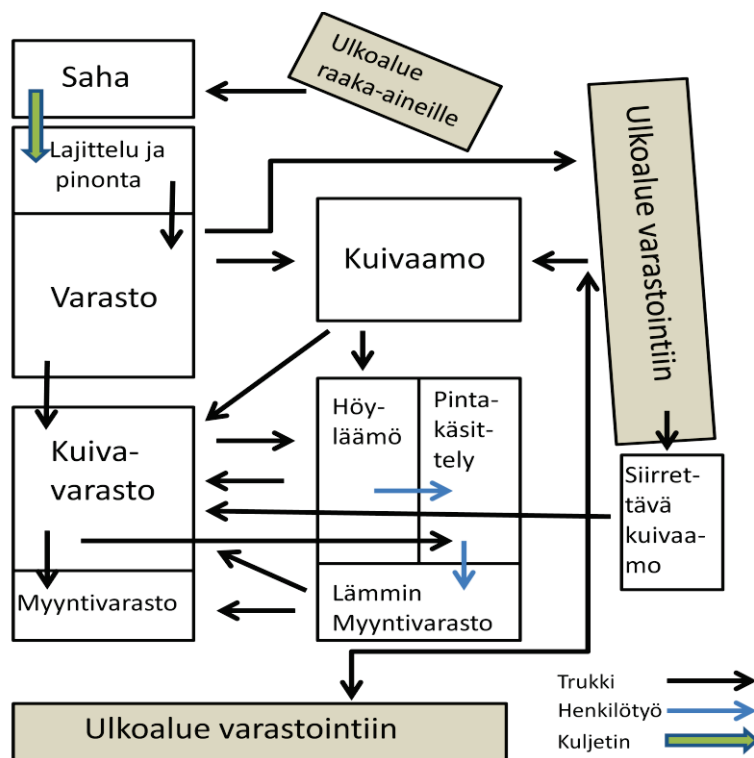 Saha
Ulkoalue
raaka-aineille
Lajittelu ja
pinonta
Ulkoalue varastointiin
Varasto
Kuivaamo
Höy-
läämö
Pinta-
käsit-
tely
Kuiva-
varasto
Siirret-
tävä
kuivaa-
mo
Myyntivarasto
Lämmin
Myyntivarasto
Trukki
Henkilötyö
Kuljetin
Ulkoalue varastointiin